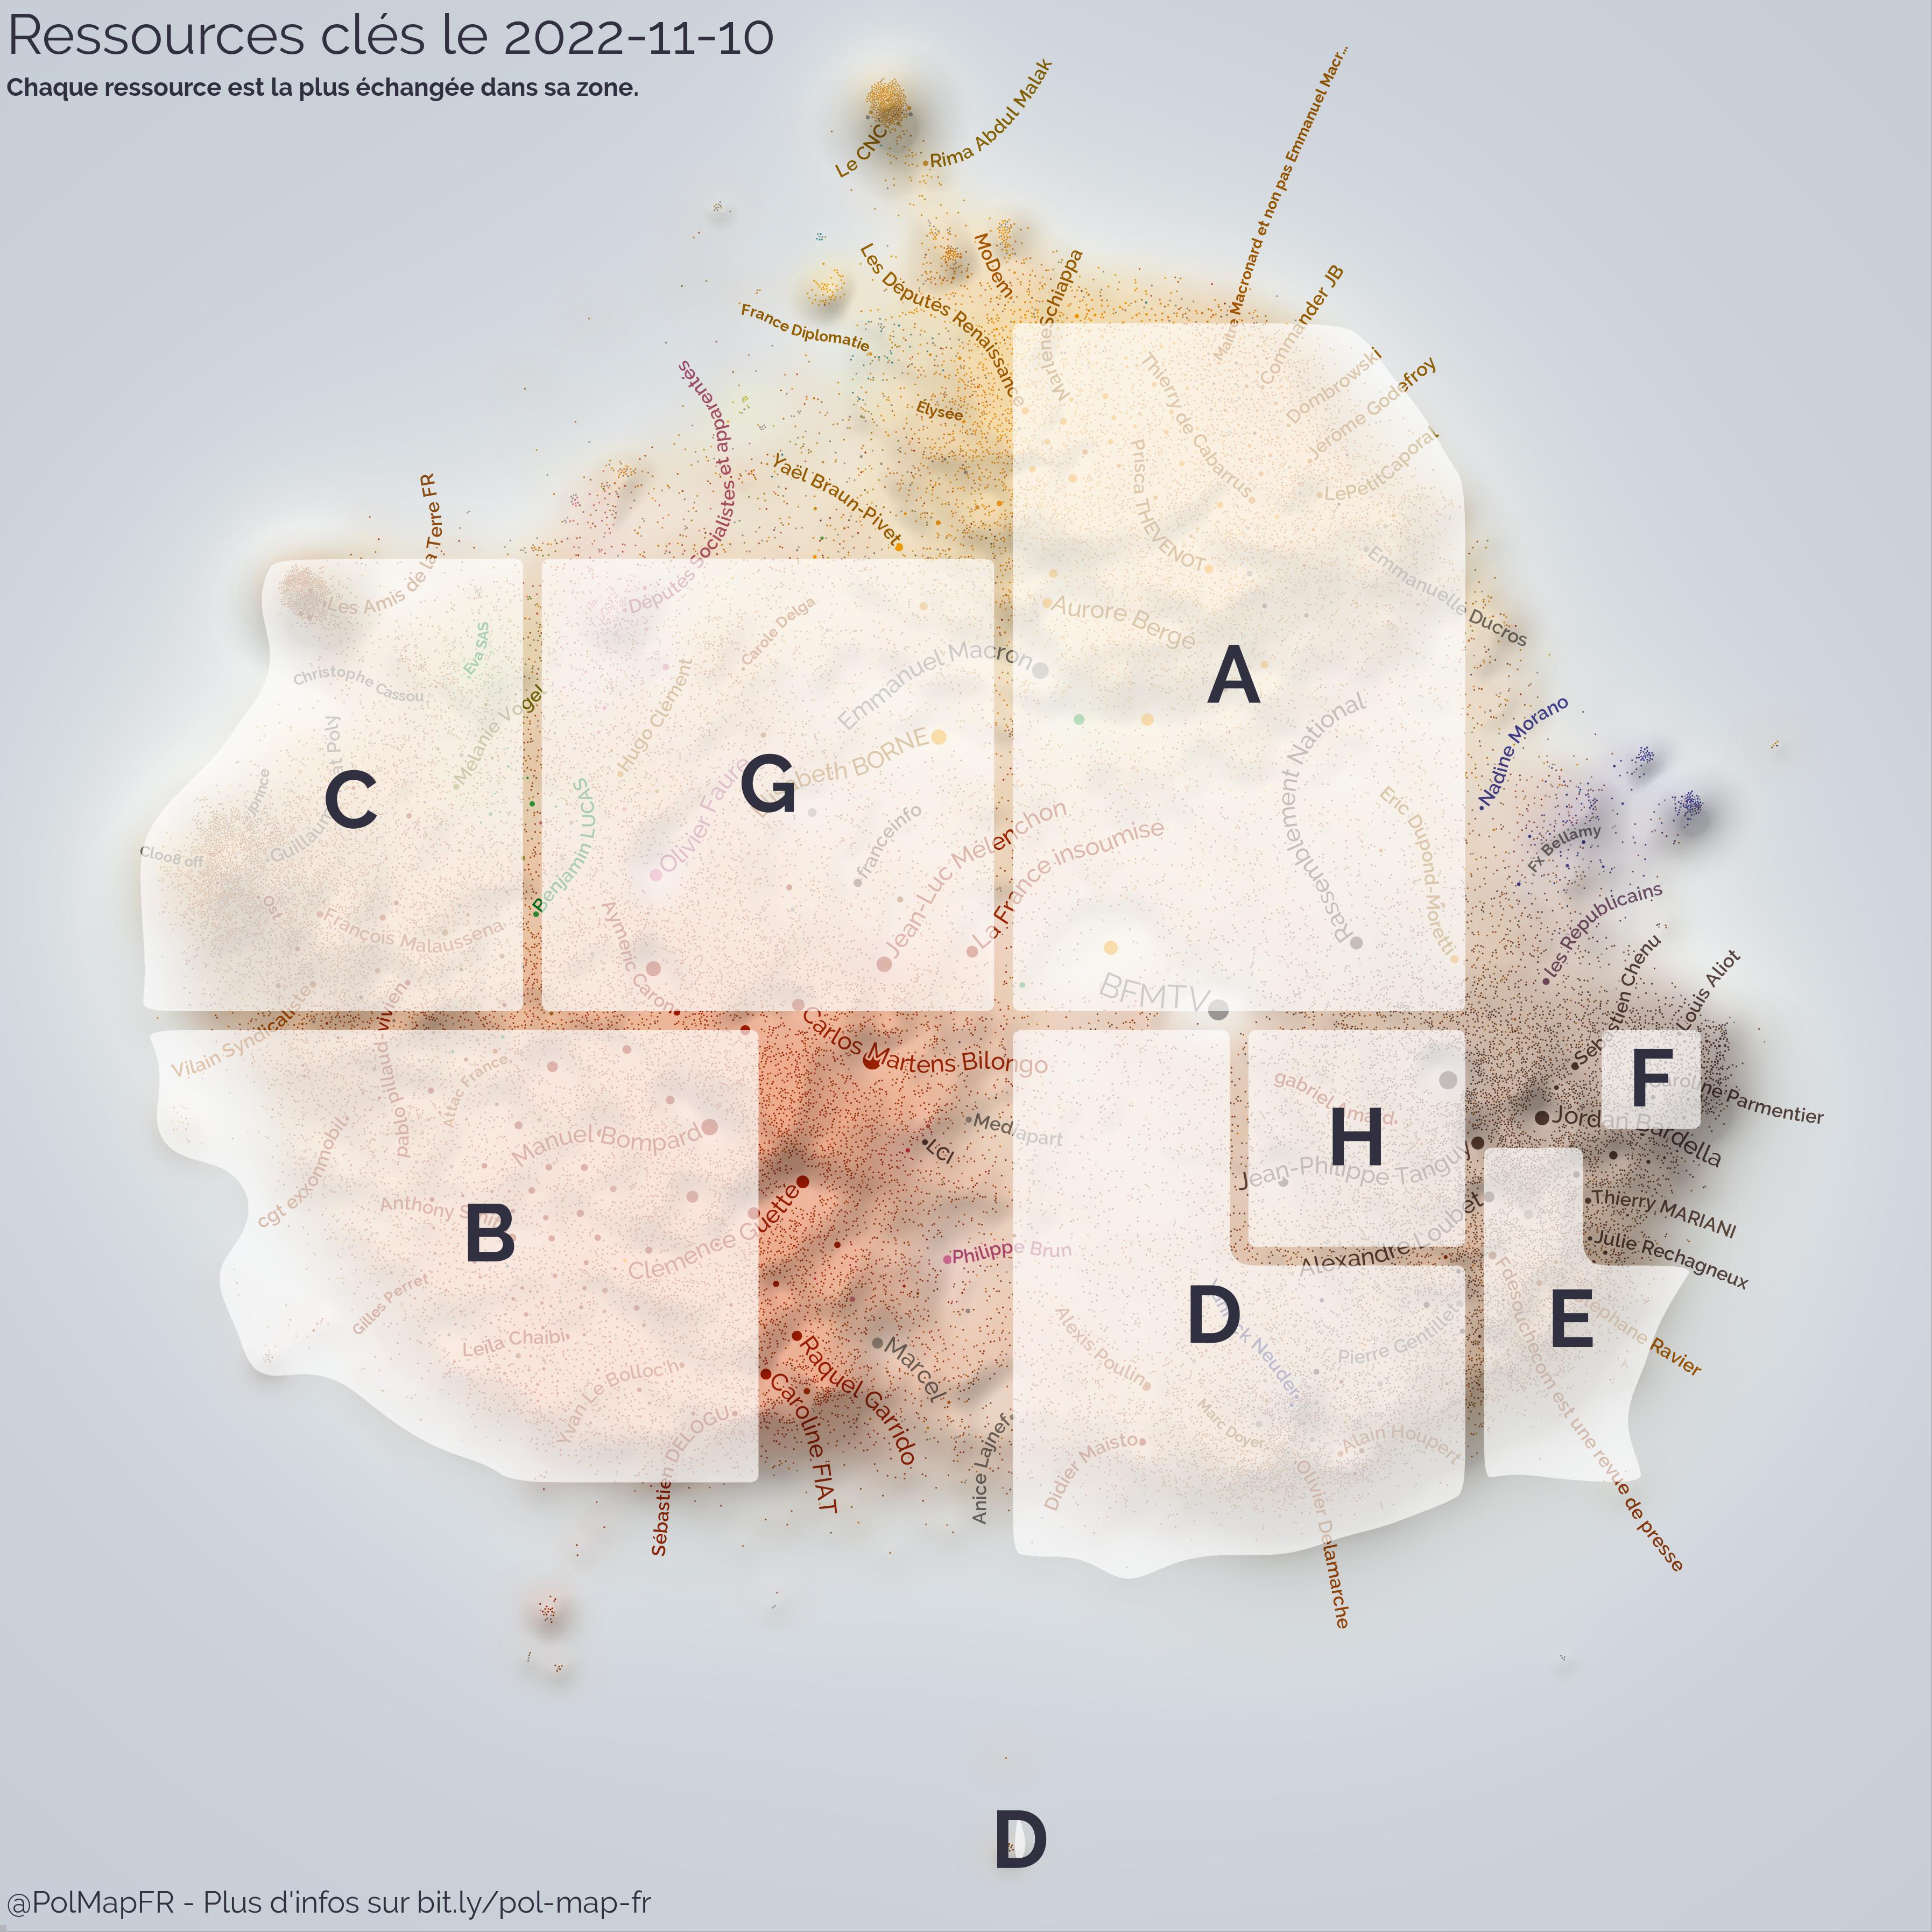 Ressources clés le 2022-11-10
Chaque ressource est la plus échangée dans sa zone.
Le CNC
Rima Abdul Malak
Maitre Macronard et non pas Emmanuel Macr..
Les Députés Renaissance
MoDem
Marlène Schiappa
Commander JB
France Diplomatie
Thierry de Cabarrus
Dombrowski
Jérôme Godefroy
Élysée
Députés Socialistes et apparentés
Yaël Braun-Pivet
Prisca THEVENOT
LePetitCaporal
Les Amis de la Terre FR
Emmanuelle Ducros
Aurore Bergé
Carole Delga
Eva SAS
Christophe Cassou
Mélanie Vogel
Hugo Clément
Emmanuel Macron
A
Rassemblement National
Nadine Morano
G
C
Olivier Faure
Benjamin LUCAS
franceinfo
Jean-Luc Mélenchon
La France insoumise
Eric Dupond-Moretti
Fx Bellamy
les Républicains
Cloo8 off
François Malaussena
Aymeric Caron
BFMTV
Sébastien Chenu
Louis Aliot
Vilain Syndicaliste
pablo pillaud-vivien
Attac France
Carlos Martens Bilongo
gabriel Amard.
F
Caroline Parmentier
Manuel Bompard
Mediapart
LCI
H
Jordan Bardella
Jean-Philippe Tanguy
cgt exxonmobil
Anthony
B
Clémence Guetté
Philippe Brun
Alexandre Loubet
Thierry MARIANI
Julie Rechagneux
Gilles Perret
Leïla Chaibi
D
E
Stéphane Ravier
Alexis Poulin
Pierre Gentillet
Fdesouchecom est une revue de presse
Yvan Le Bolloc'h
Raquel Garrido
Marcel
Caroline FIAT
Sébastien DELOGU
Anice Lajnef
Didier Maisto
Marc Doyer
Alain Houpert
Olivier Delamarche
D
@PolMapFR - Plus d'infos sur bit.ly/pol-map-fr